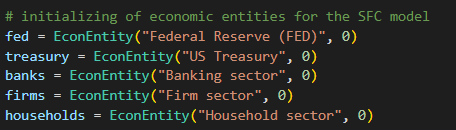 # initializing of economic entities for the SFC model
fed = EconEntity("Federal Reserve (FED)", 0)
treasury = EconEntity("US Treasury", 0)
banks = EconEntity("Banking sector", 0)
firms = EconEntity("Firm sector", 0)
households = EconEntity("Household sector", 0)